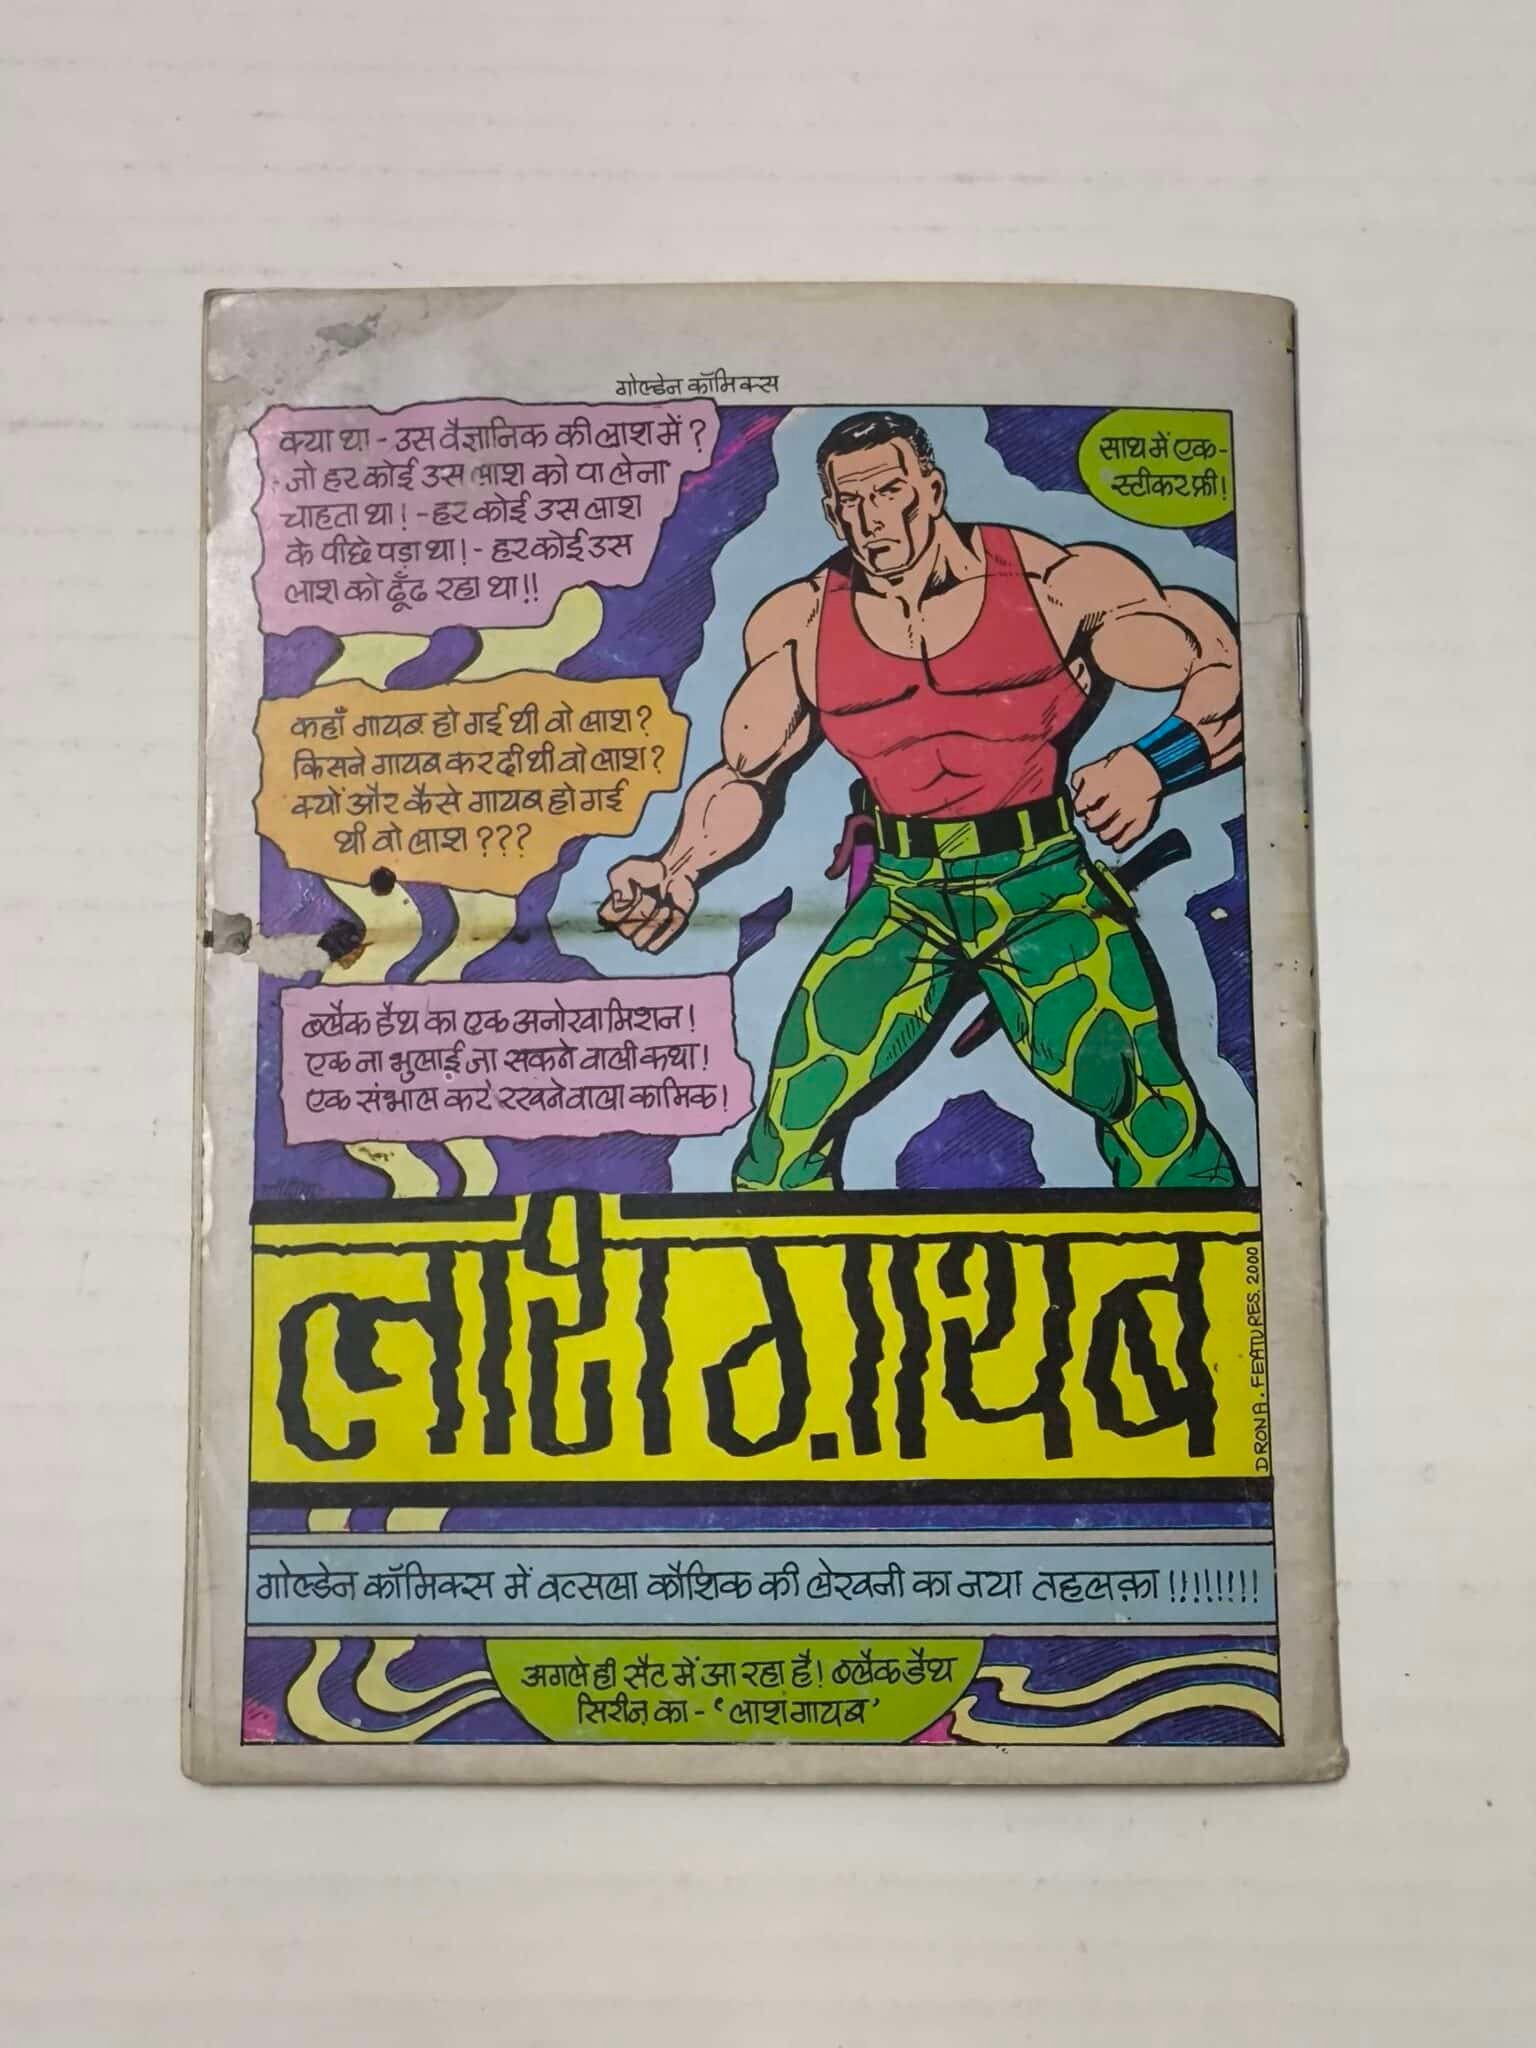 गोल्डेन कॉमिक्स
क्या था - उस वैज्ञानिक की लाश में ?
जो हर कोई उस लाश को पा लेना
चाहता था ! - हर कोई उस लाश
के पीछे पड़ा था ! - हर कोई उस
लाश को ढूँढ रहा था !!
साथ में एक-
स्टीकर फ्री !
कहाँ गायब हो गई थी वो लाश ?
किसने गायब कर दी थी वो लाश ?
क्यों और कैसे गायब हो गई
थी वो लाश ???
ब्लैक डैथ का एक अनोखा मिशन !
एक ना भुलाई जा सकने वाली कथा !
एक संभाल कर रखने वाला कामिक !
लाश गायब
DRONA. FEATURES. 2000
गोल्डेन कॉमिक्स में वत्सला कौशिक की लेखनी का नया तहलक़ा !!!!!!!!
अगले ही सैट में आ रहा है ! ब्लैक डैथ
सिरीज़ का - 'लाश गायब'